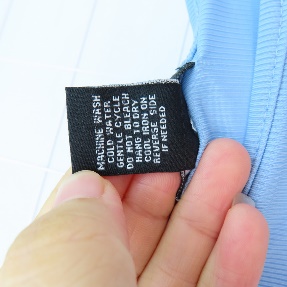 MACHINE WASH
COLD WATER
GENTLE CYCLE
DO NOT BLEACH
HANG TO DRY
COOL IRON ON
REVERSE SIDE
IF NEEDED